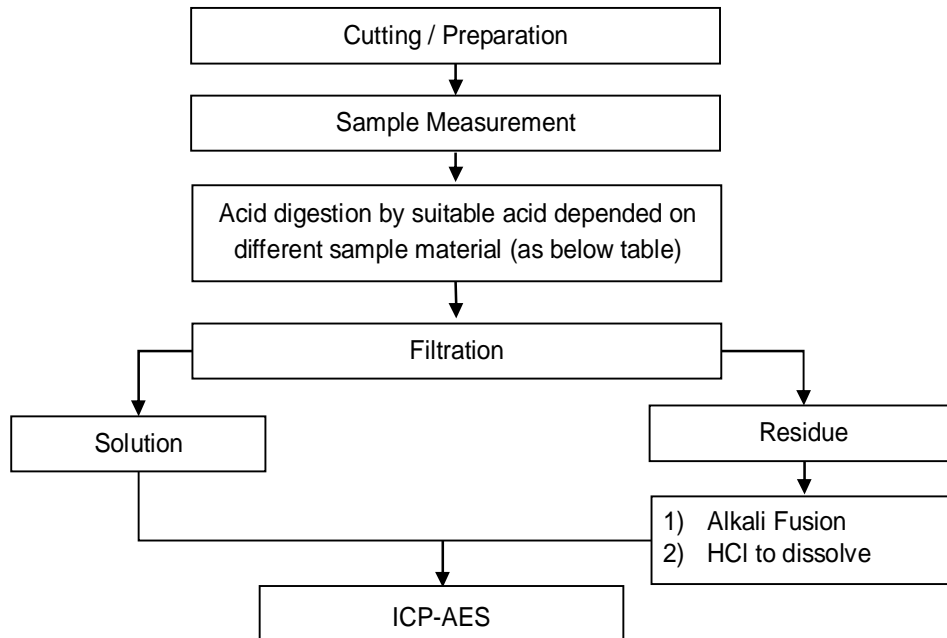 Cutting / Preparation
Sample Measurement
Acid digestion by suitable acid depended on
different sample material (as below table)
Filtration
Solution
Residue
1) Alkali Fusion
2) HCl to dissolve
ICP-AES